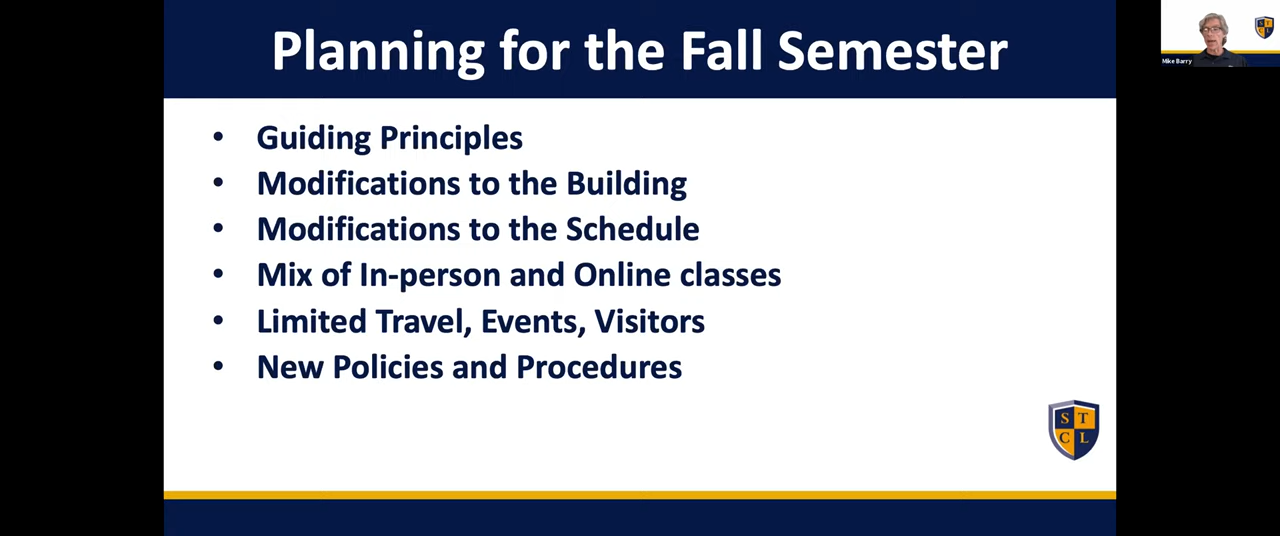 Planning for the Fall Semester
Mike Barry
S T
C L
• Guiding Principles
• Modifications to the Building
• Modifications to the Schedule
• Mix of In-person and Online classes
• Limited Travel, Events, Visitors
• New Policies and Procedures
S T
C L